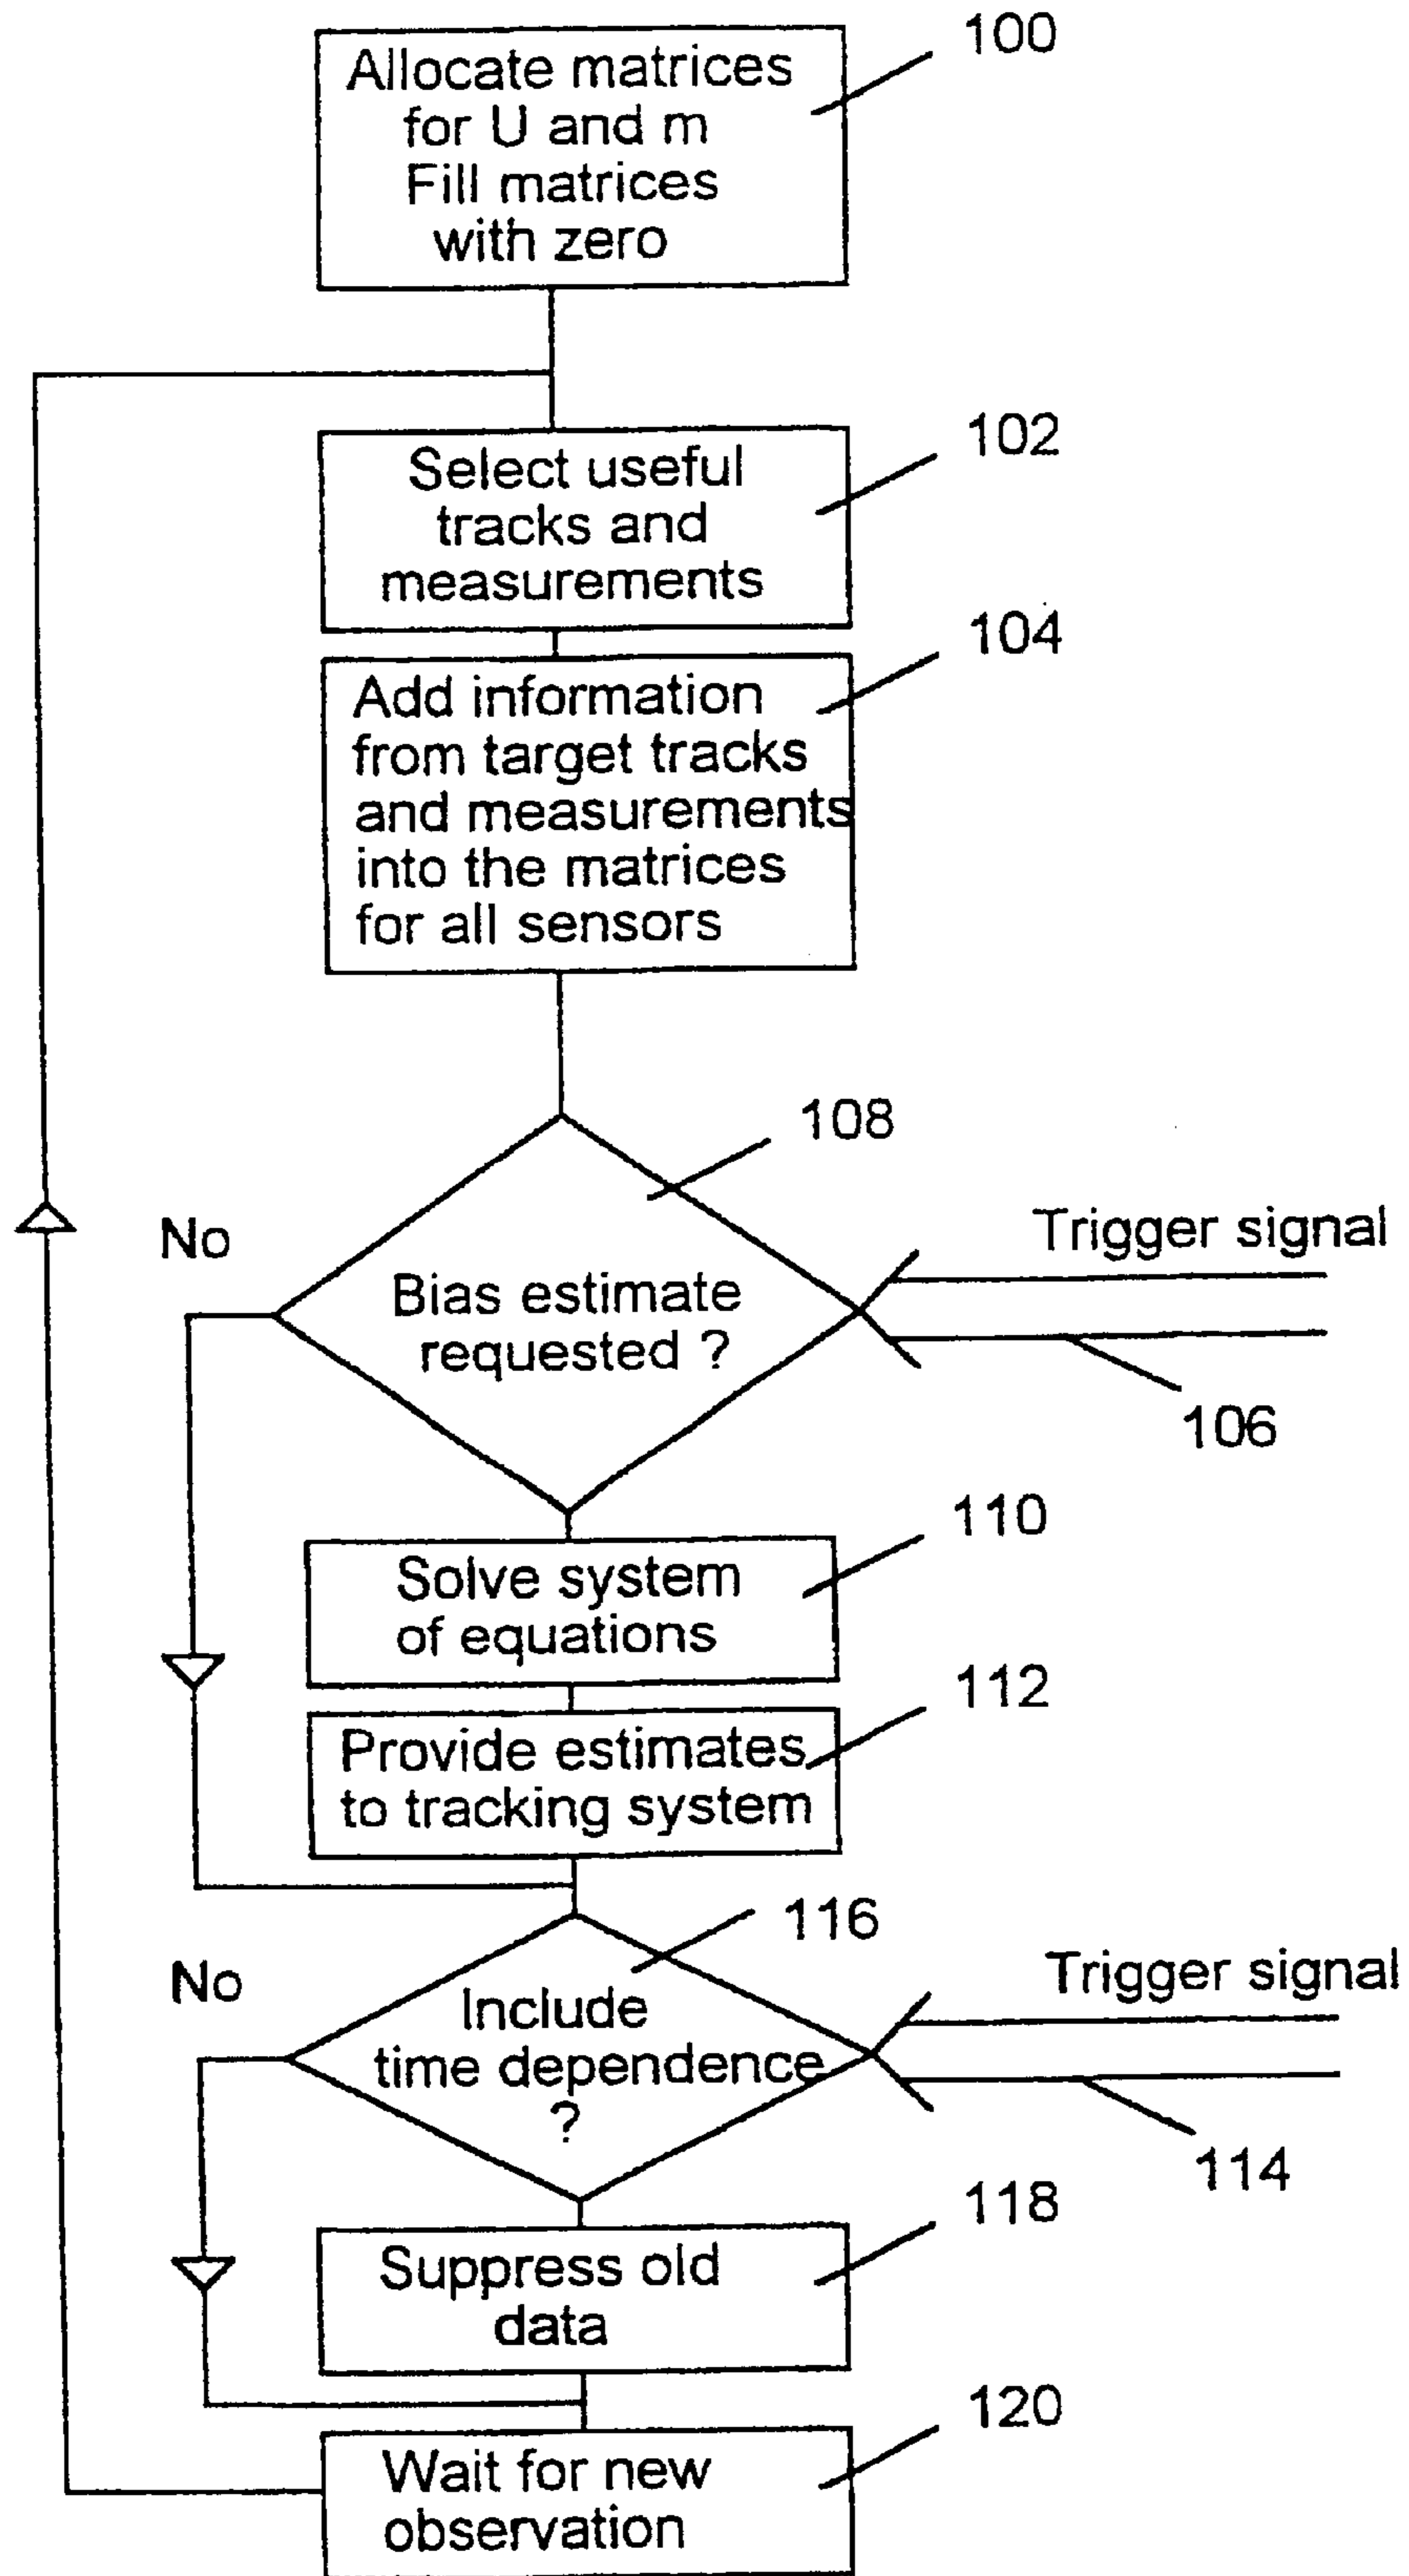 100
Allocate matrices
for U and m
Fill matrices
with zero
102
Select useful
tracks and
measurements
104
Add information
from target tracks
and measurements
into the matrices
for all sensors
108
No
Trigger signal
Bias estimate
requested ?
106
110
Solve system
of equations
112
Provide estimates
to tracking system
116
No
Trigger signal
Include
time dependence
?
114
118
Suppress old
data
120
Wait for new
observation